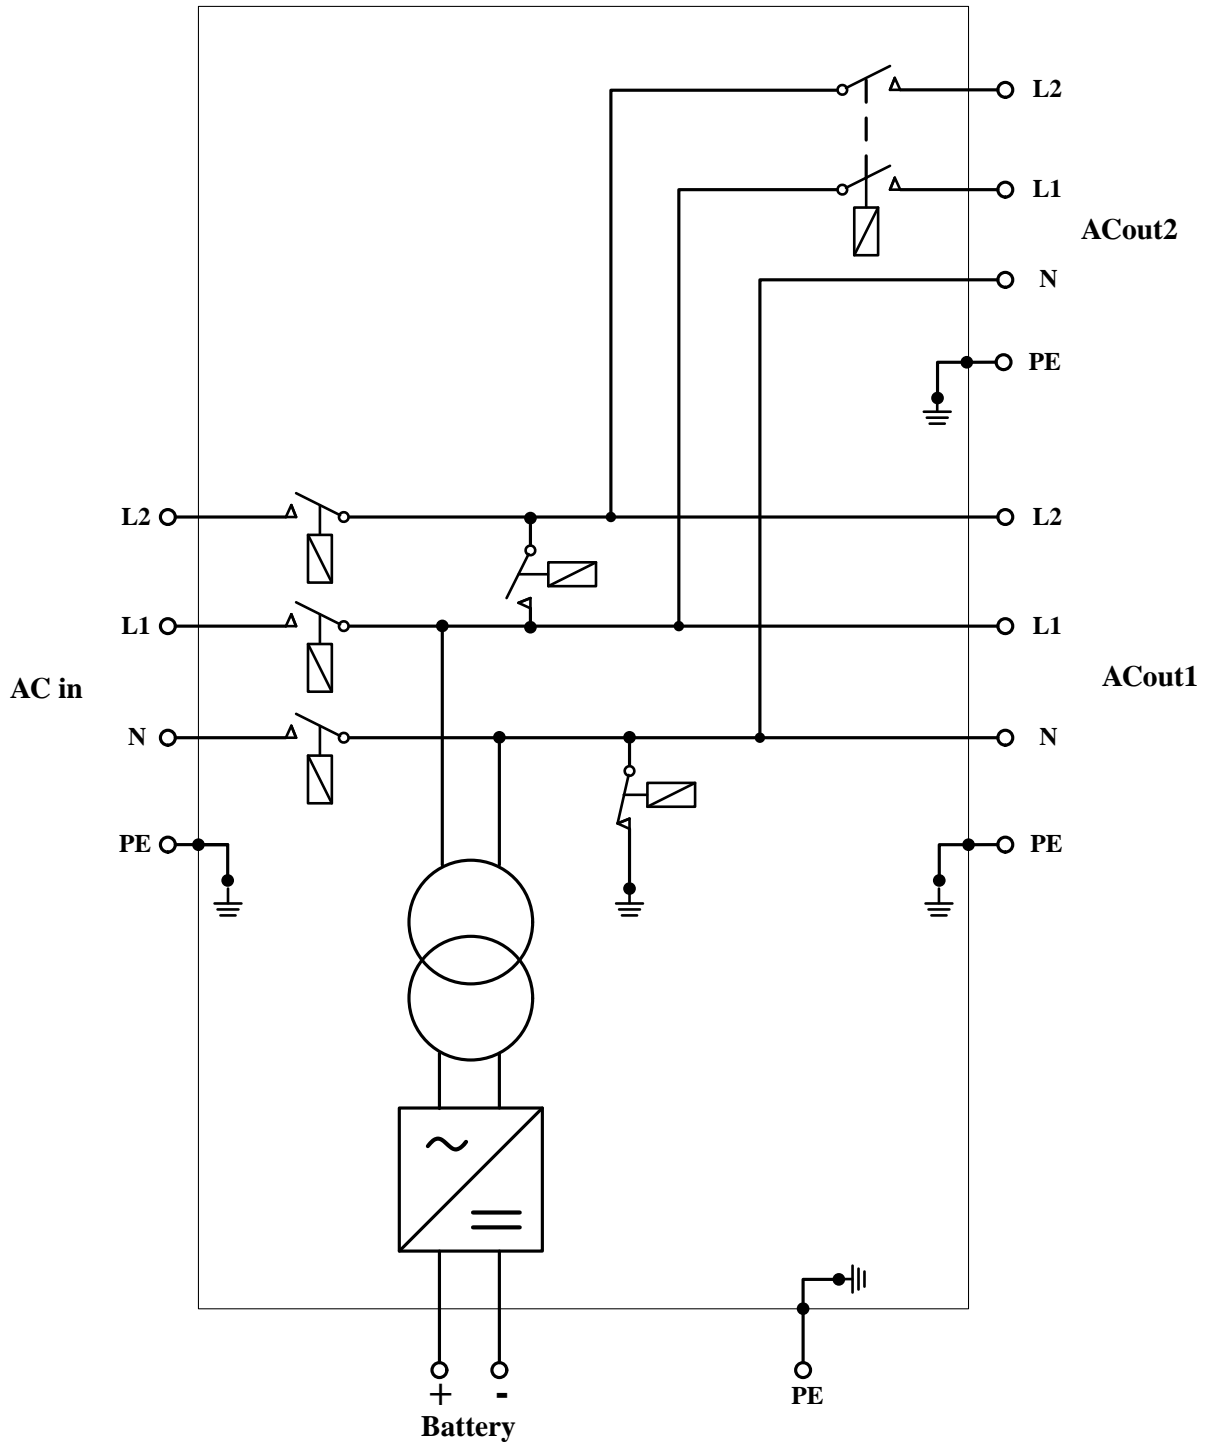 L2
L1
ACout2
N
PE
L2 L2
L1 L1
AC in ACout1
N N
PE PE
+ -
PE
Battery